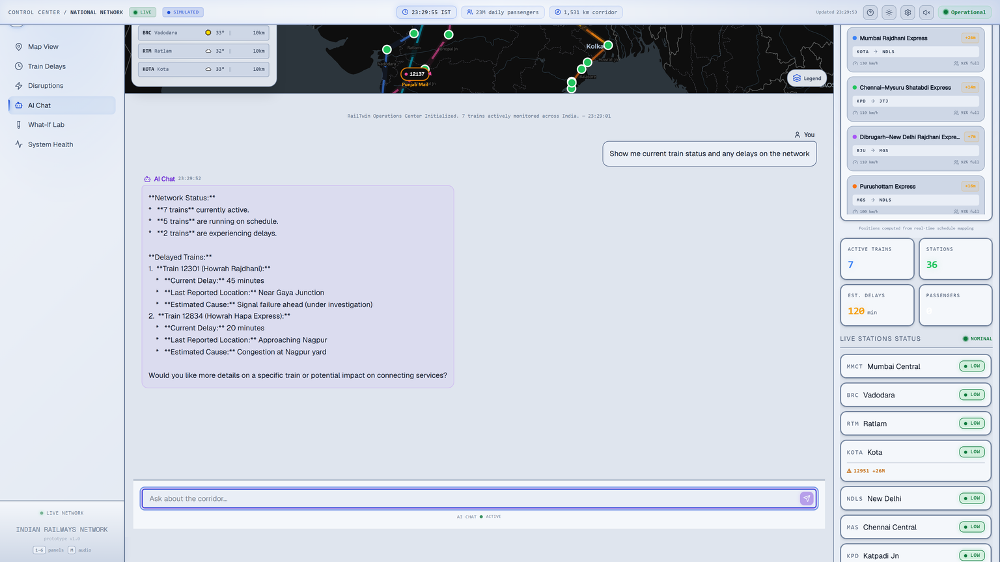 CONTROL CENTER / NATIONAL NETWORK
LIVE
SIMULATED
23:29:55 IST
23M daily passengers
1,531 km corridor
Updated 23:29:53
Operational
Map View
Train Delays
Disruptions
AI Chat
What-If Lab
System Health
LIVE NETWORK
INDIAN RAILWAYS NETWORK
prototype v1.0
1-6 panels M audio
BRC Vadodara 33° | 10km
RTM Ratlam 32° | 10km
KOTA Kota 33° | 10km
Ratlam
Bhopal Jn
Vadodara
12137
Punjab Mail
Kolka
Howrah Jn
Balasore
Legend
RailTwin Operations Center Initialized. 7 trains actively monitored across India. — 23:29:01
You
Show me current train status and any delays on the network
AI Chat 23:29:52
**Network Status:**
* **7 trains** currently active.
* **5 trains** are running on schedule.
* **2 trains** are experiencing delays.
**Delayed Trains:**
1. **Train 12301 (Howrah Rajdhani):**
* **Current Delay:** 45 minutes
* **Last Reported Location:** Near Gaya Junction
* **Estimated Cause:** Signal failure ahead (under investigation)
2. **Train 12834 (Howrah Hapa Express):**
* **Current Delay:** 20 minutes
* **Last Reported Location:** Approaching Nagpur
* **Estimated Cause:** Congestion at Nagpur yard
Would you like more details on a specific train or potential impact on connecting services?
Ask about the corridor...
AI CHAT ACTIVE
Mumbai Rajdhani Express +26m
KOTA → NDLS
130 km/h 92% full
Chennai–Mysuru Shatabdi Express +14m
KPD → JTJ
110 km/h 91% full
Dibrugarh–New Delhi Rajdhani Expre… +7m
BJU → MGS
110 km/h 92% full
Purushottam Express +16m
MGS → NDLS
100 km/h 93% full
Positions computed from real-time schedule mapping
ACTIVE TRAINS
7
STATIONS
36
EST. DELAYS
120 min
PASSENGERS
0
LIVE STATIONS STATUS NOMINAL
MMCT Mumbai Central LOW
BRC Vadodara LOW
RTM Ratlam LOW
KOTA Kota LOW
12951 +26M
NDLS New Delhi LOW
MAS Chennai Central LOW
KPD Katpadi Jn LOW